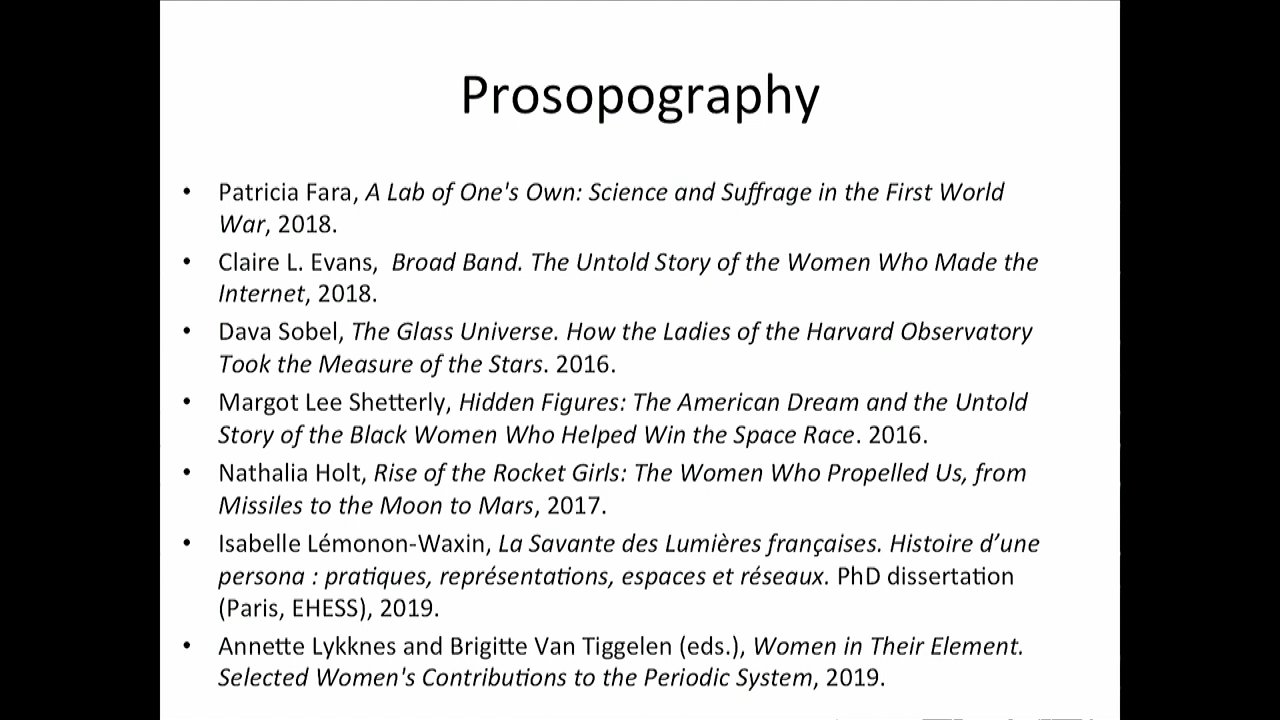 Prosopography
• Patricia Fara, A Lab of One's Own: Science and Suffrage in the First World
War, 2018.
• Claire L. Evans,  Broad Band. The Untold Story of the Women Who Made the
Internet, 2018.
• Dava Sobel, The Glass Universe. How the Ladies of the Harvard Observatory
Took the Measure of the Stars. 2016.
• Margot Lee Shetterly, Hidden Figures: The American Dream and the Untold
Story of the Black Women Who Helped Win the Space Race. 2016.
• Nathalia Holt, Rise of the Rocket Girls: The Women Who Propelled Us, from
Missiles to the Moon to Mars, 2017.
• Isabelle Lémonon-Waxin, La Savante des Lumières françaises. Histoire d’une
persona : pratiques, représentations, espaces et réseaux. PhD dissertation
(Paris, EHESS), 2019.
• Annette Lykknes and Brigitte Van Tiggelen (eds.), Women in Their Element.
Selected Women's Contributions to the Periodic System, 2019.